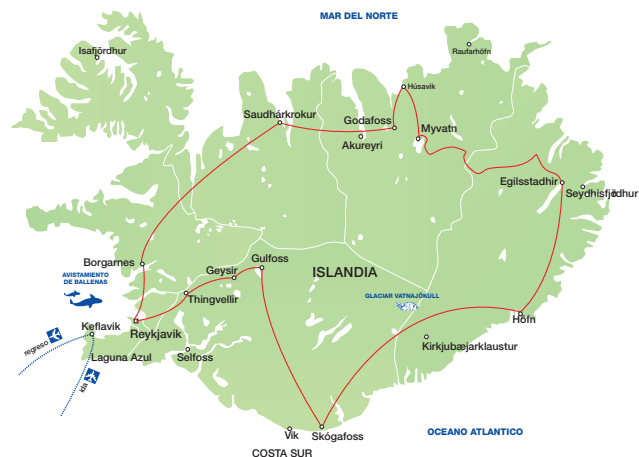 MAR DEL NORTE
Isafjördhur
Raufarhöfn
Húsavik
Saudhárkrokur
Godafoss
Myvatn
Akureyri
Egilsstadhir
Seydhisfjördhur
Borgarnes
Gulfoss
Geysir
ISLANDIA
AVISTAMIENTO
DE BALLENAS
Thingvellir
GLACIAR VATNAJÖKULL
Höfn
Keflavik
Reykjavik
regreso
Laguna Azul
Selfoss
Kirkjubæjarklaustur
ida
Vik
Skógafoss
OCEANO ATLANTICO
COSTA SUR